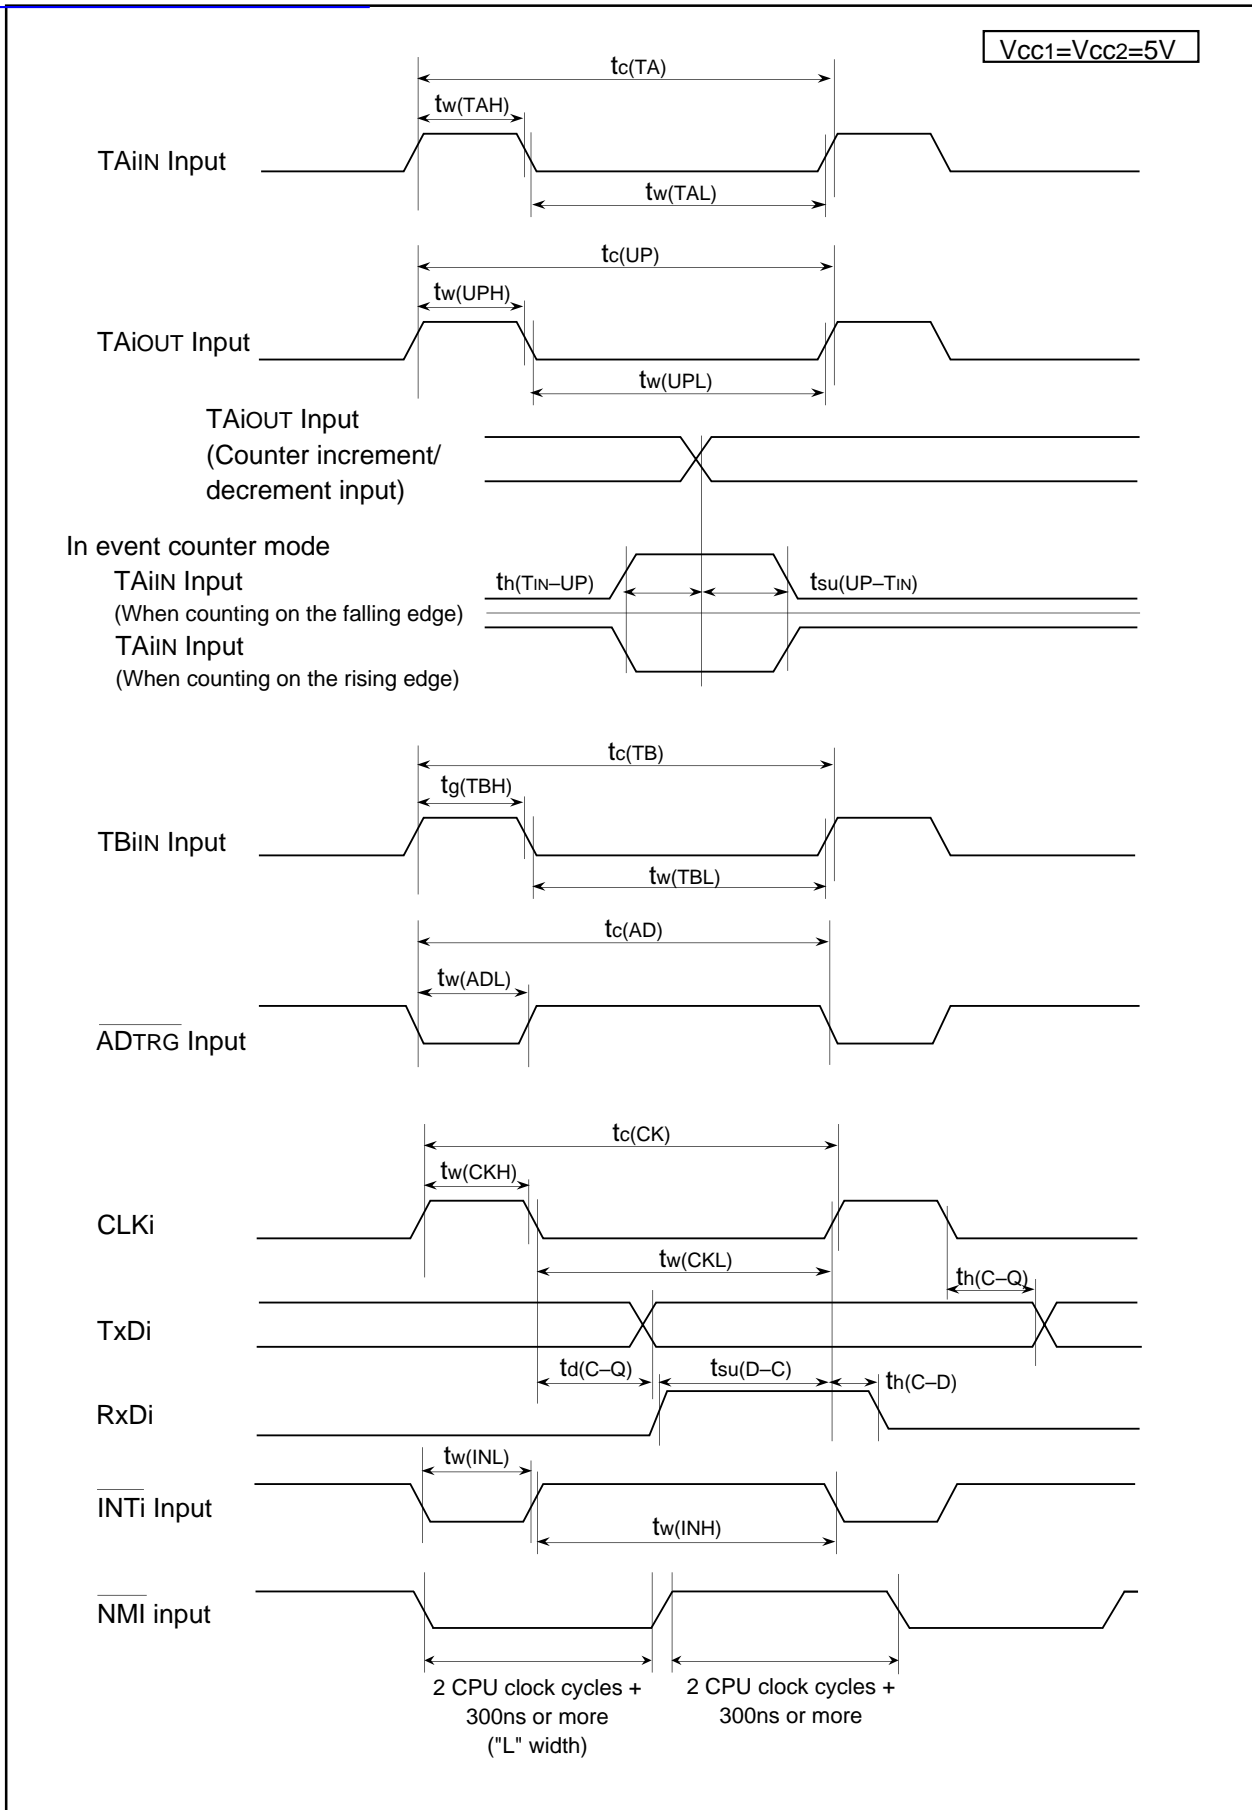 Vcc1=Vcc2=5V
tc(TA)
tw(TAH)
TAiIN Input
tw(TAL)
tc(UP)
tw(UPH)
TAiOUT Input
tw(UPL)
TAiOUT Input
(Counter increment/
decrement input)
In event counter mode
TAiIN Input
th(TIN–UP)
tsu(UP–TIN)
(When counting on the falling edge)
TAiIN Input
(When counting on the rising edge)
tc(TB)
tg(TBH)
TBiIN Input
tw(TBL)
tc(AD)
tw(ADL)
ADTRG Input
tc(CK)
tw(CKH)
CLKi
tw(CKL)
th(C–Q)
TxDi
td(C–Q)
tsu(D–C)
th(C–D)
RxDi
tw(INL)
INTi Input
tw(INH)
NMI input
2 CPU clock cycles +
300ns or more
("L" width)
2 CPU clock cycles +
300ns or more